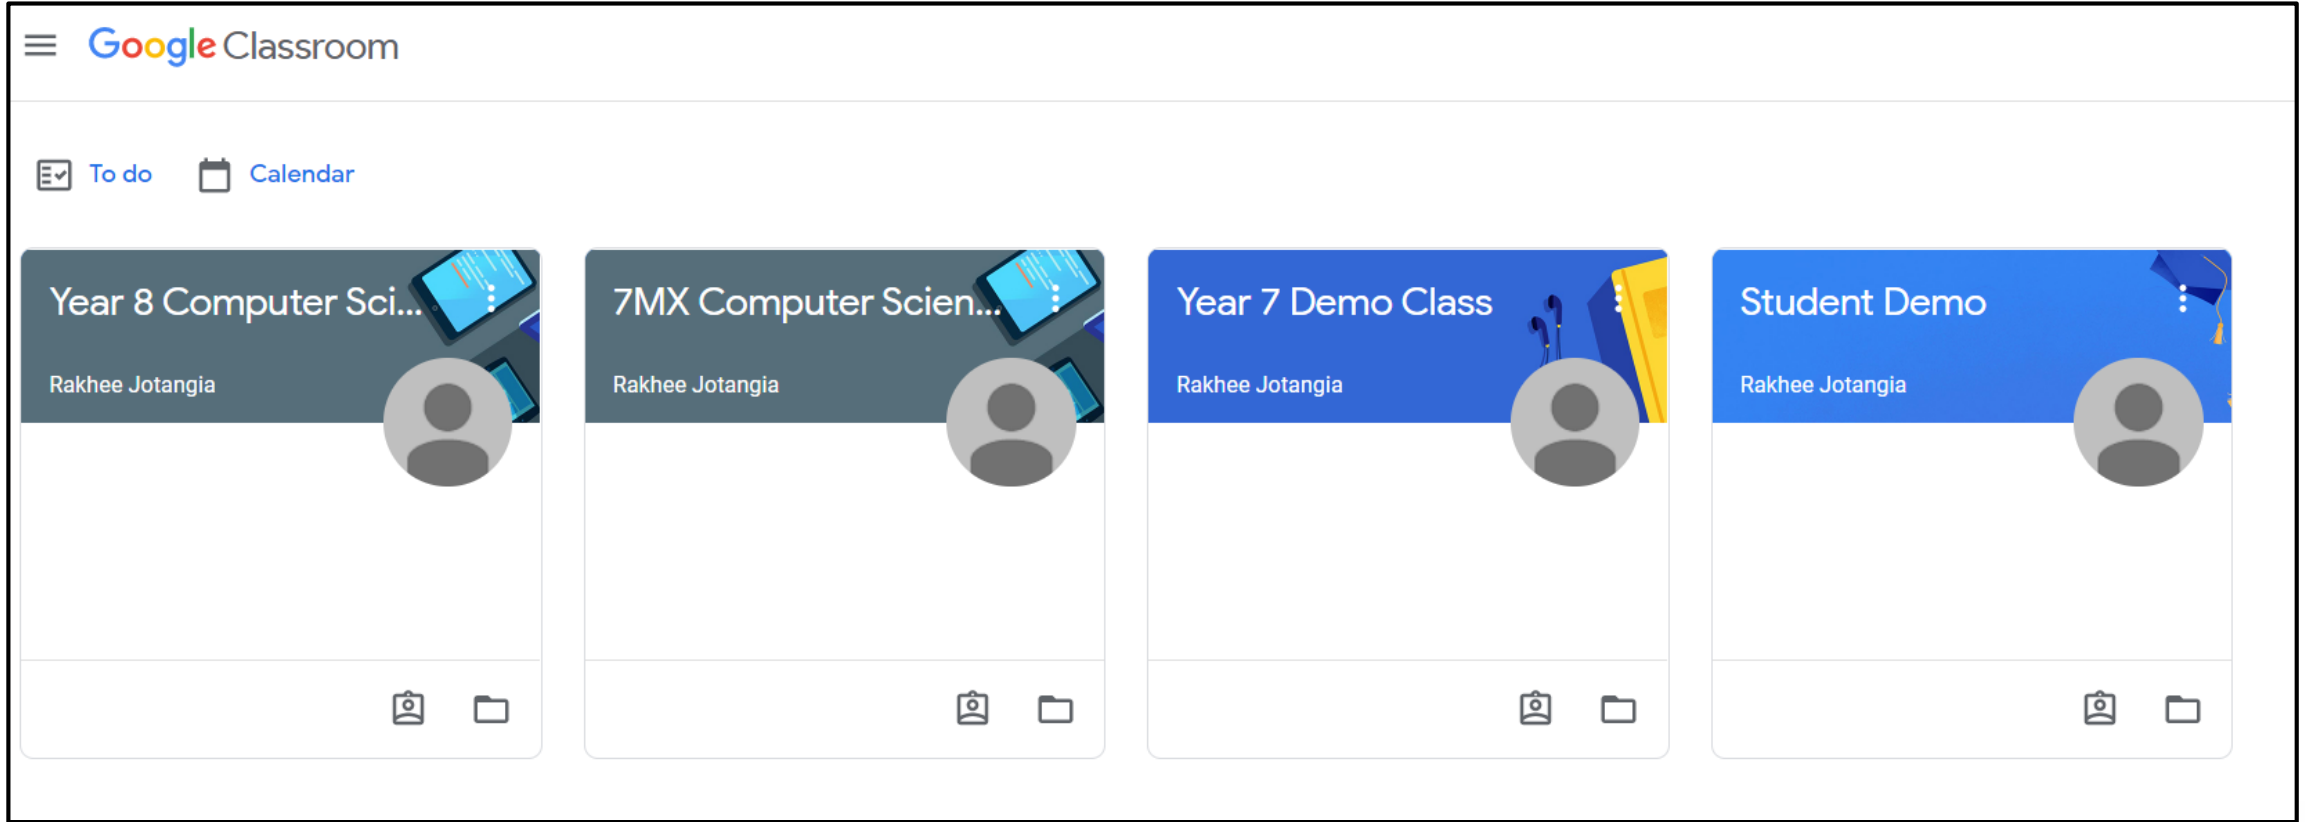 Google Classroom
To do
Calendar
Year 8 Computer Sci...
Rakhee Jotangia
7MX Computer Scien...
Rakhee Jotangia
Year 7 Demo Class
Rakhee Jotangia
Student Demo
Rakhee Jotangia